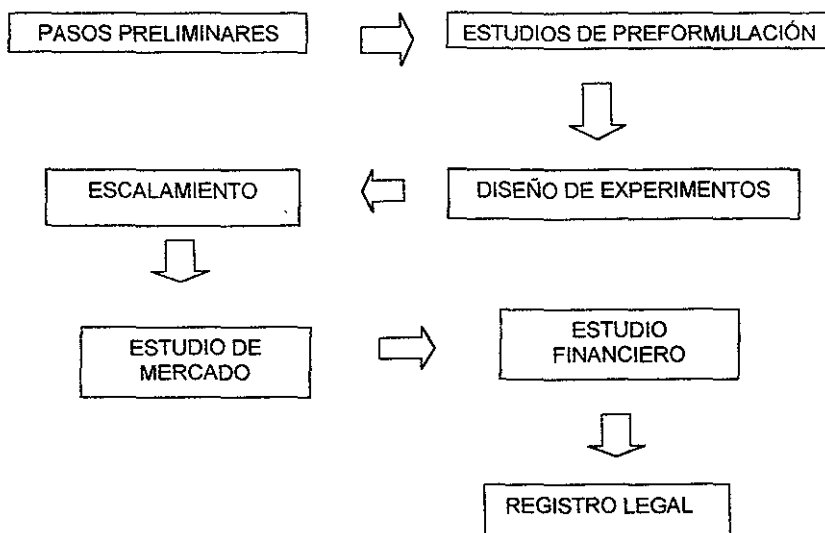 PASOS PRELIMINARES
ESTUDIOS DE PREFORMULACIÓN
DISEÑO DE EXPERIMENTOS
ESCALAMIENTO
ESTUDIO DE
MERCADO
ESTUDIO
FINANCIERO
REGISTRO LEGAL